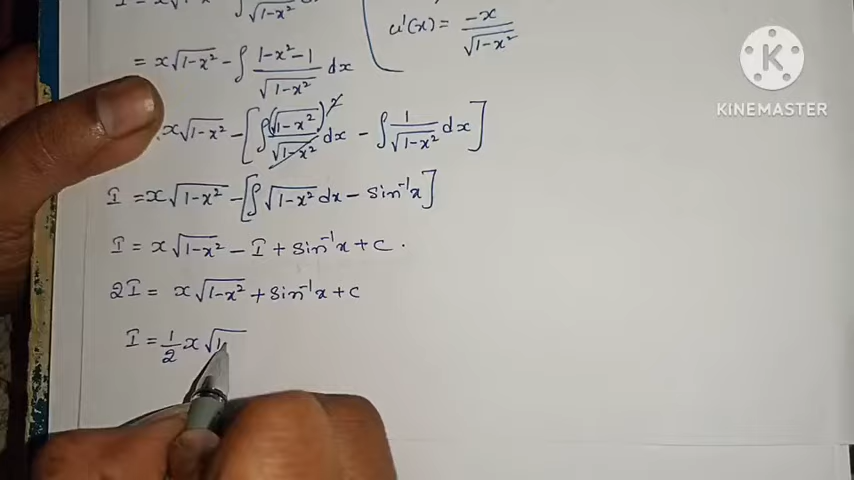 u'(x) = -x/√(1-x²)
= x√(1-x²) - ∫ (1-x²-1)/√(1-x²) dx
x√(1-x²) - [∫ (√(1-x²))²/√(1-x²) dx - ∫ 1/√(1-x²) dx]
I = x√(1-x²) - [∫ √(1-x²) dx - sin⁻¹x]
I = x√(1-x²) - I + sin⁻¹x + c.
2I = x√(1-x²) + sin⁻¹x + c
I = 1/2 x √1
K
KINEMASTER